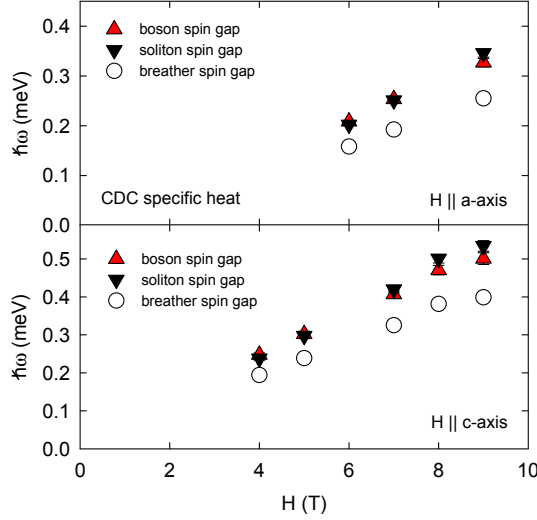 boson spin gap
soliton spin gap
breather spin gap
0.4
0.3
0.2
0.1
0.0
ħω (meV)
CDC specific heat
H || a-axis
boson spin gap
soliton spin gap
breather spin gap
0.5
0.4
0.3
0.2
0.1
0.0
ħω (meV)
H || c-axis
0 2 4 6 8 10
H (T)